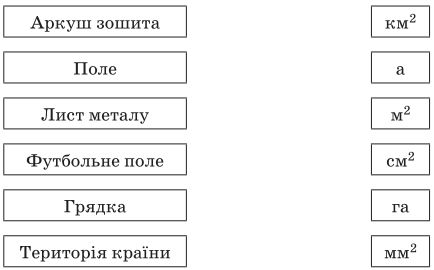 Аркуш зошита км²
Поле а
Лист металу м²
Футбольне поле см²
Грядка га
Територія країни мм²